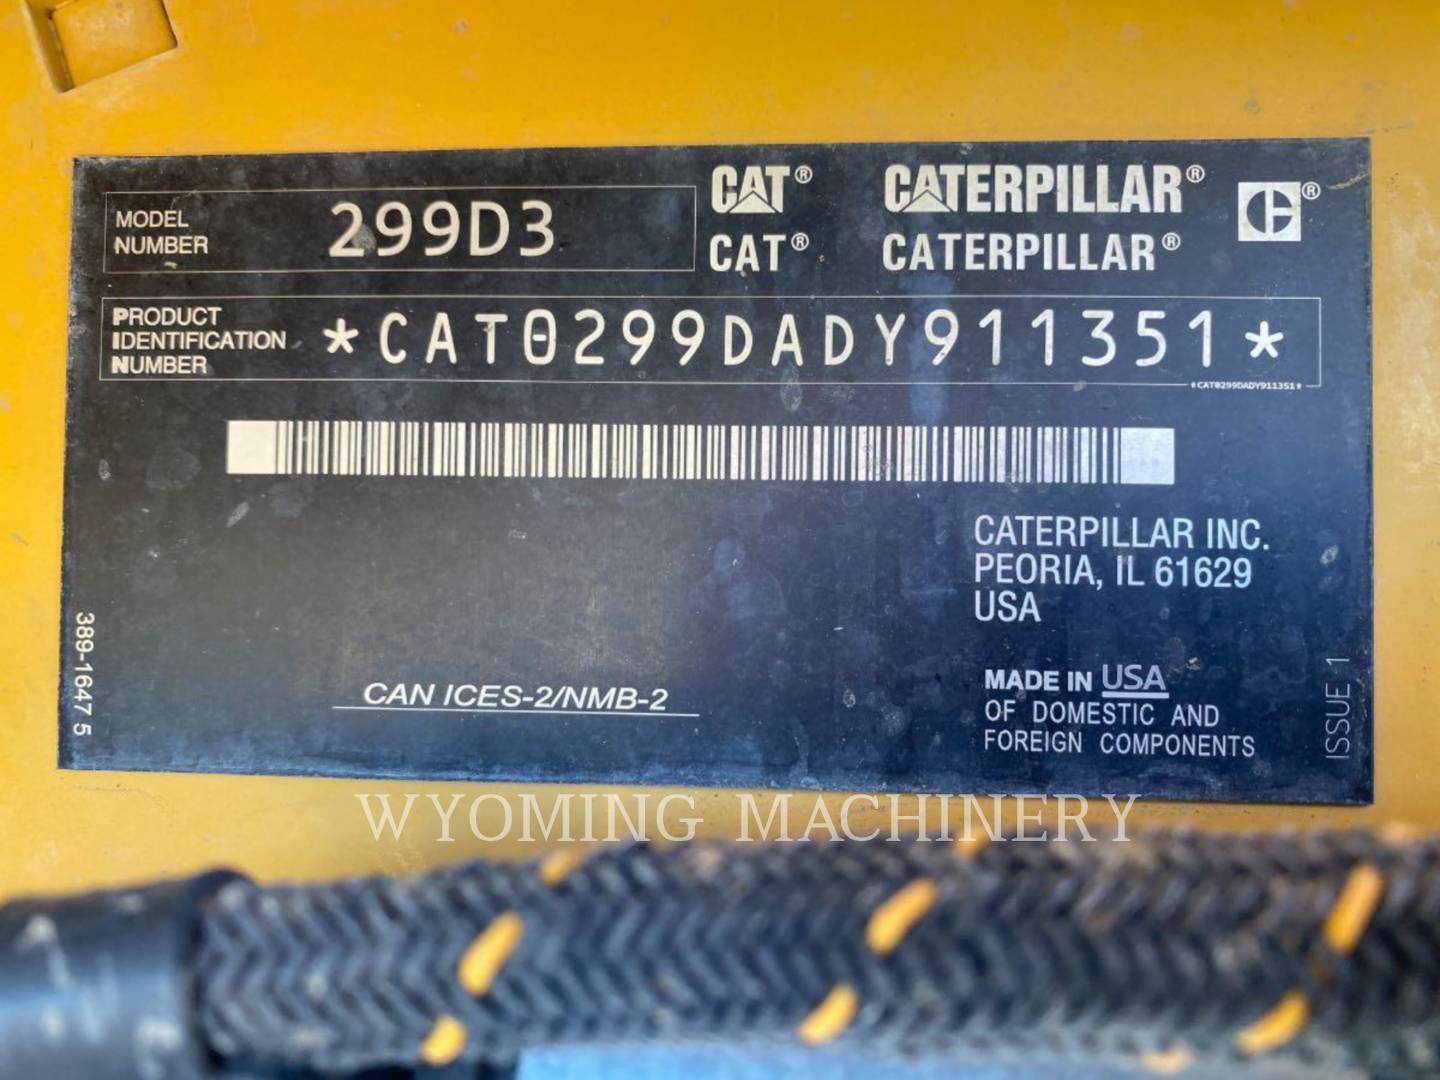 MODEL NUMBER 299D3
CAT® CATERPILLAR® C®
CAT® CATERPILLAR®
PRODUCT IDENTIFICATION NUMBER *CAT0299DADY911351*
*CAT0299DADY911351*
CATERPILLAR INC.
PEORIA, IL 61629
USA
389-1647 5
CAN ICES-2/NMB-2
MADE IN USA
OF DOMESTIC AND
FOREIGN COMPONENTS
ISSUE 1
WYOMING MACHINERY